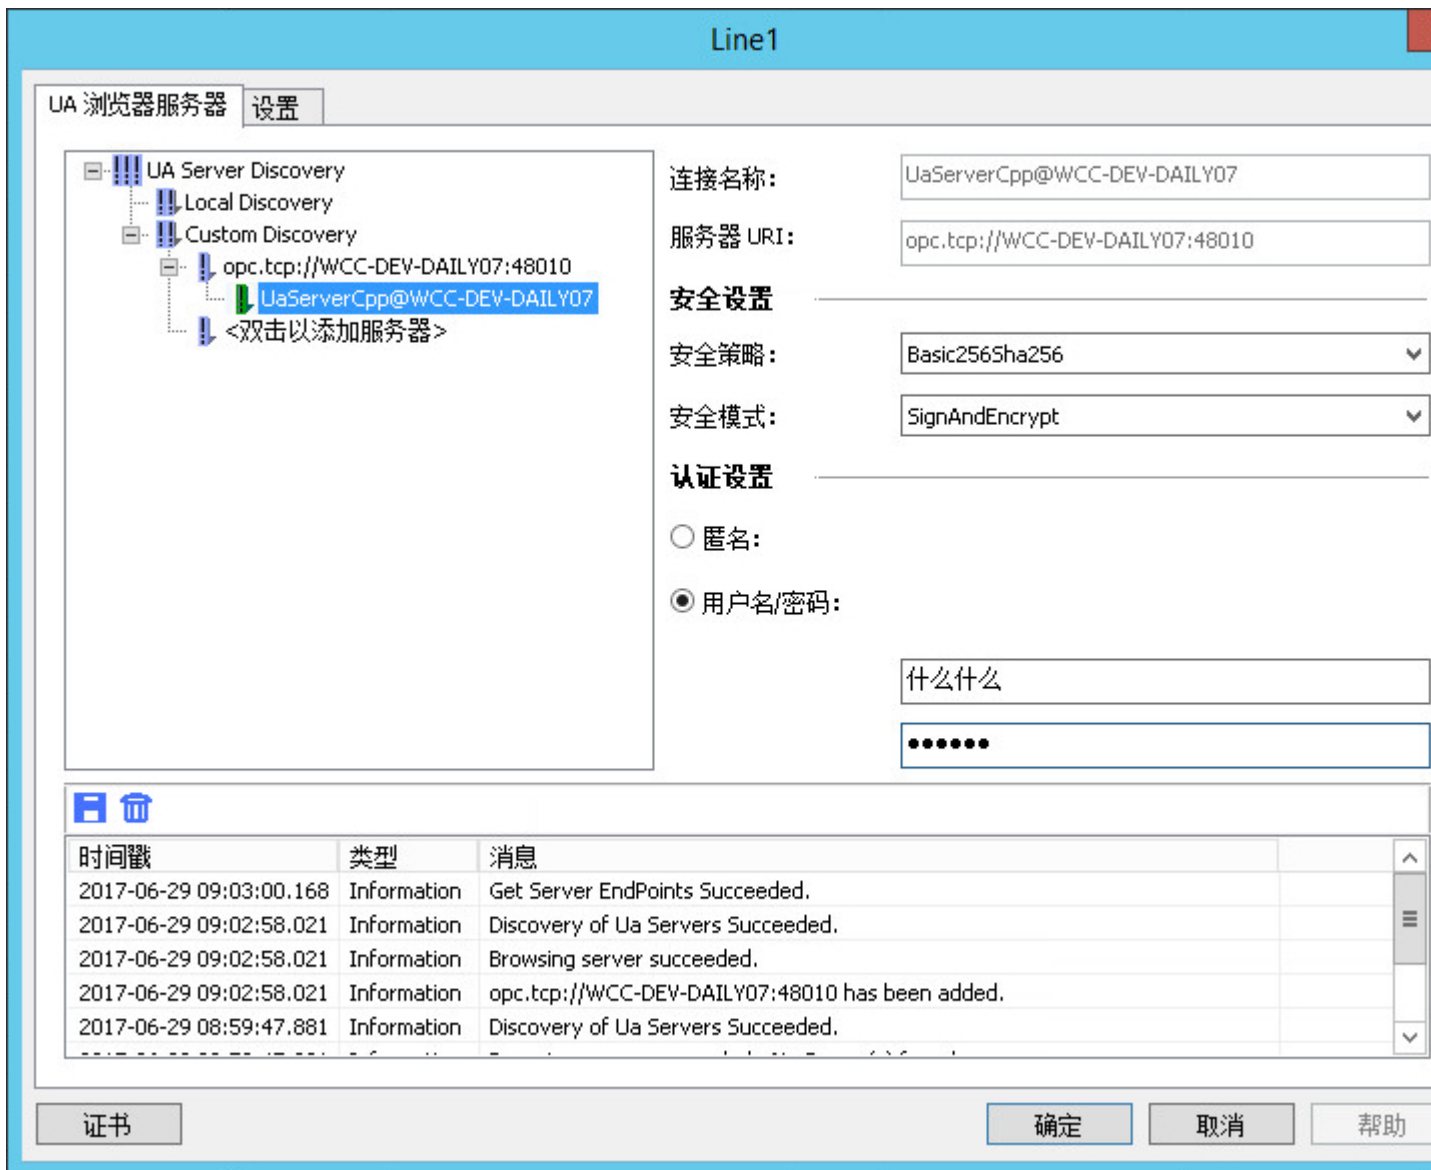 Line1
UA 浏览器服务器
设置
UA Server Discovery
Local Discovery
Custom Discovery
opc.tcp://WCC-DEV-DAILY07:48010
UaServerCpp@WCC-DEV-DAILY07
<双击以添加服务器>
连接名称： UaServerCpp@WCC-DEV-DAILY07
服务器 URI： opc.tcp://WCC-DEV-DAILY07:48010
安全设置
安全策略： Basic256Sha256
安全模式： SignAndEncrypt
认证设置
匿名：
用户名/密码：
什么什么
••••••
时间戳 类型 消息
2017-06-29 09:03:00.168 Information Get Server EndPoints Succeeded.
2017-06-29 09:02:58.021 Information Discovery of Ua Servers Succeeded.
2017-06-29 09:02:58.021 Information Browsing server succeeded.
2017-06-29 09:02:58.021 Information opc.tcp://WCC-DEV-DAILY07:48010 has been added.
2017-06-29 08:59:47.881 Information Discovery of Ua Servers Succeeded.
证书 确定 取消 帮助